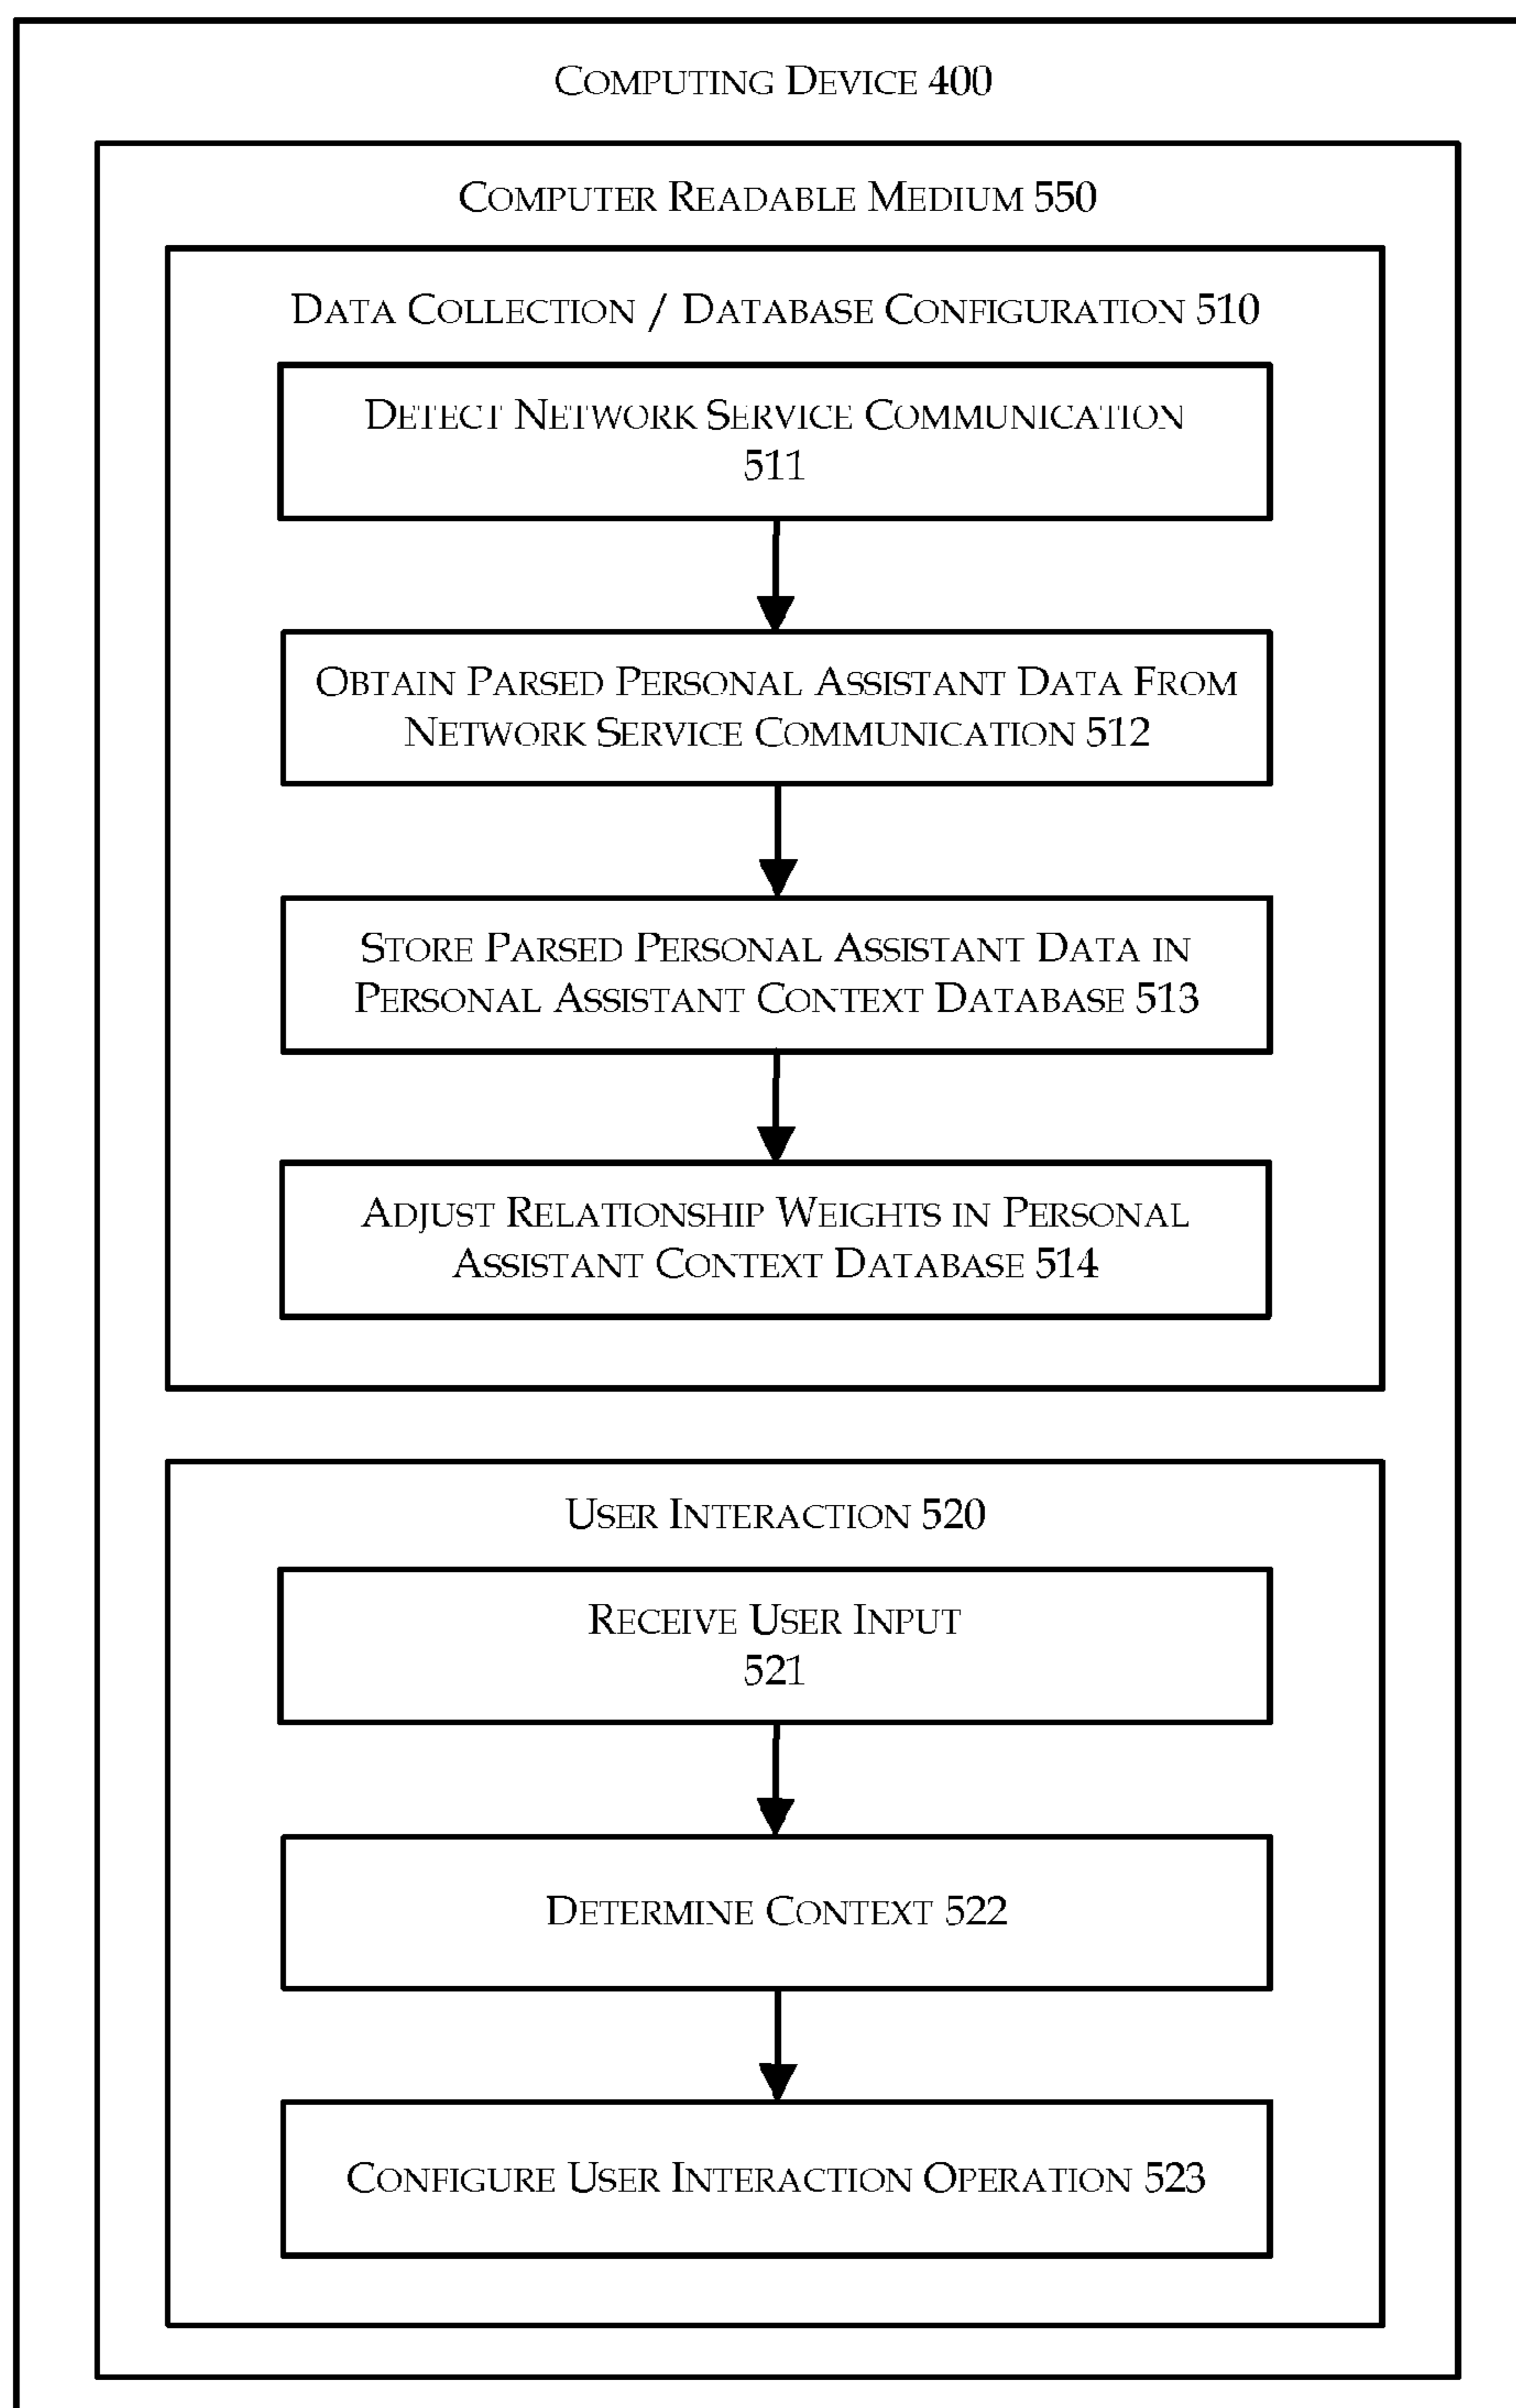 Computing Device 400
Computer Readable Medium 550
Data Collection / Database Configuration 510
Detect Network Service Communication
511
Obtain Parsed Personal Assistant Data From
Network Service Communication 512
Store Parsed Personal Assistant Data in
Personal Assistant Context Database 513
Adjust Relationship Weights in Personal
Assistant Context Database 514
User Interaction 520
Receive User Input
521
Determine Context 522
Configure User Interaction Operation 523